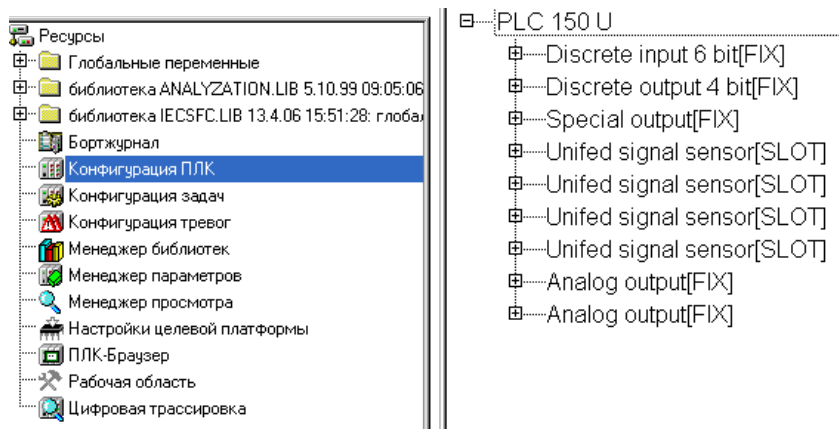 Ресурсы
Глобальные переменные
библиотека ANALYZATION.LIB 5.10.99 09:05:06
библиотека IECSFC.LIB 13.4.06 15:51:28: глоба
Бортжурнал
Конфигурация ПЛК
Конфигурация задач
Конфигурация тревог
Менеджер библиотек
Менеджер параметров
Менеджер просмотра
Настройки целевой платформы
ПЛК-Браузер
Рабочая область
Цифровая трассировка
PLC 150 U
Discrete input 6 bit[FIX]
Discrete output 4 bit[FIX]
Special output[FIX]
Unifed signal sensor[SLOT]
Unifed signal sensor[SLOT]
Unifed signal sensor[SLOT]
Unifed signal sensor[SLOT]
Analog output[FIX]
Analog output[FIX]